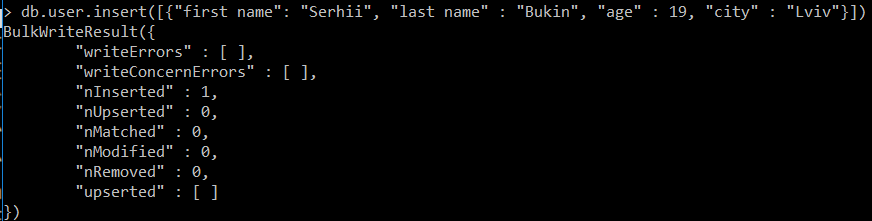 > db.user.insert([{"first name": "Serhii", "last name" : "Bukin", "age" : 19, "city" : "Lviv"}])
BulkWriteResult({
        "writeErrors" : [ ],
        "writeConcernErrors" : [ ],
        "nInserted" : 1,
        "nUpserted" : 0,
        "nMatched" : 0,
        "nModified" : 0,
        "nRemoved" : 0,
        "upserted" : [ ]
})